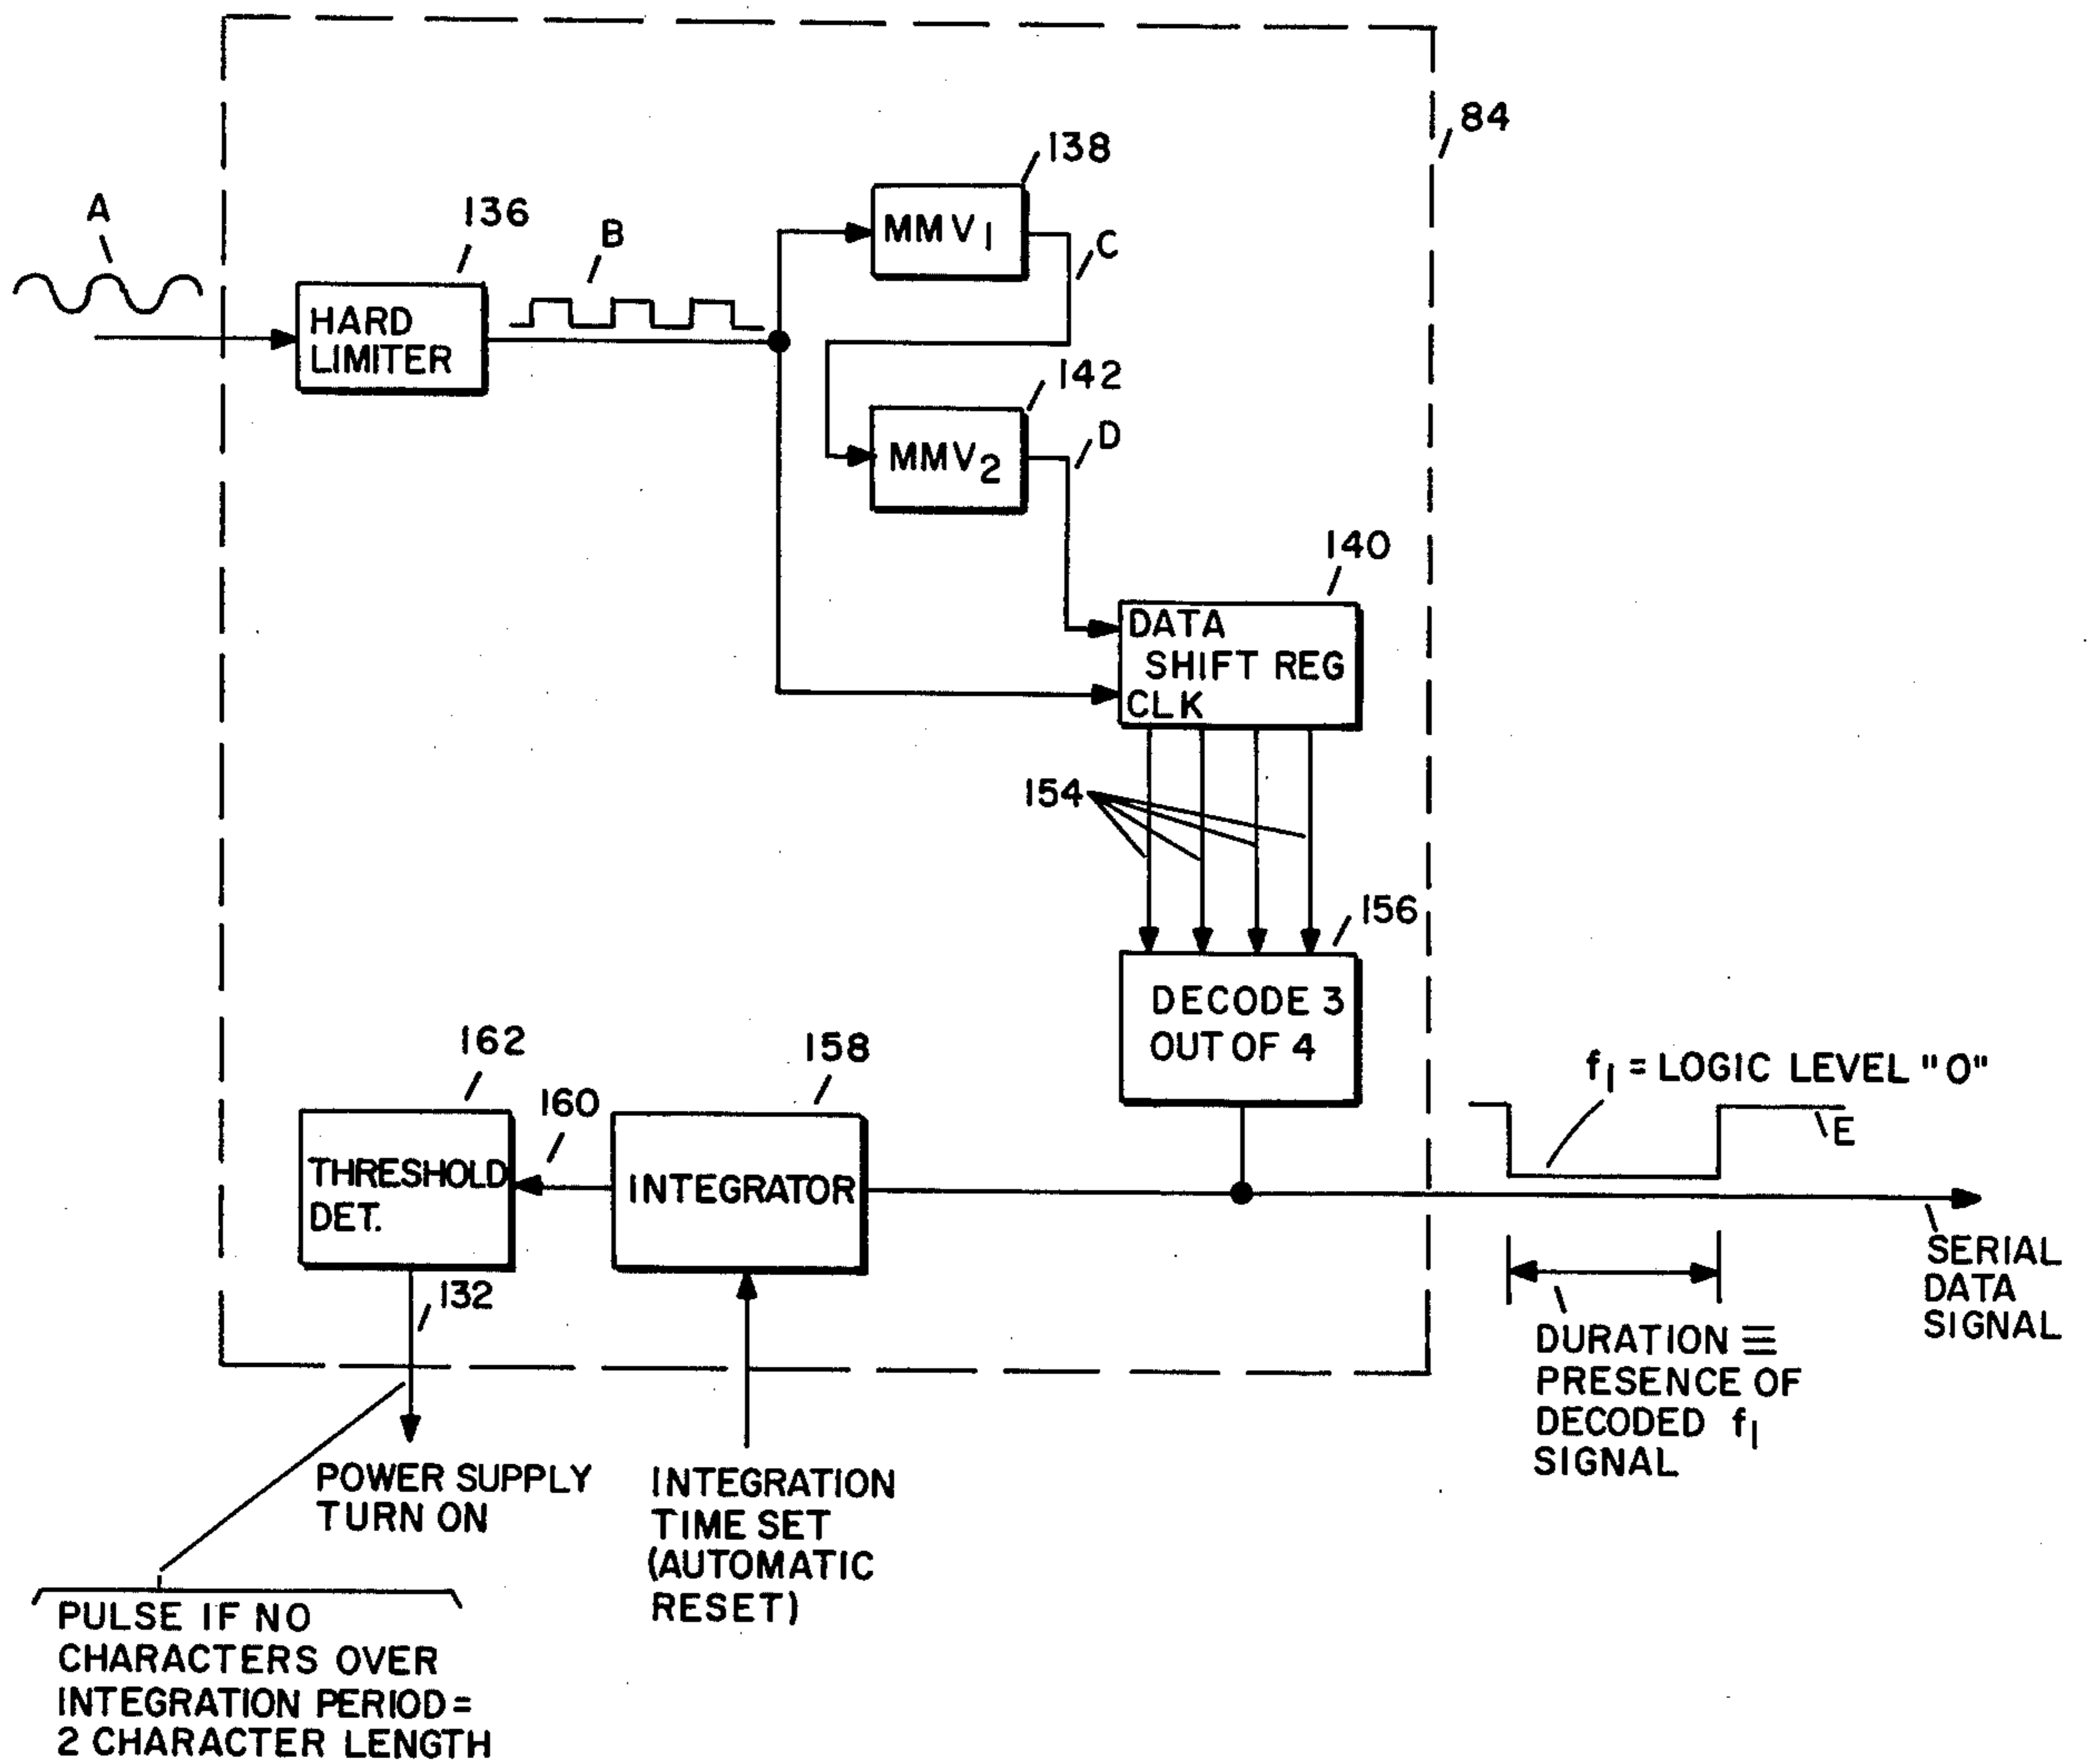 84
138
A
136
B
MMV1
C
HARD
LIMITER
142
D
MMV2
140
DATA
SHIFT REG
CLK
154
156
DECODE 3
OUT OF 4
162
158
160
f1 = LOGIC LEVEL "0"
E
THRESHOLD
DET.
INTEGRATOR
132
SERIAL
DATA
SIGNAL
DURATION ≡
PRESENCE OF
DECODED f1
SIGNAL
POWER SUPPLY
TURN ON
INTEGRATION
TIME SET
(AUTOMATIC
RESET)
PULSE IF NO
CHARACTERS OVER
INTEGRATION PERIOD =
2 CHARACTER LENGTH